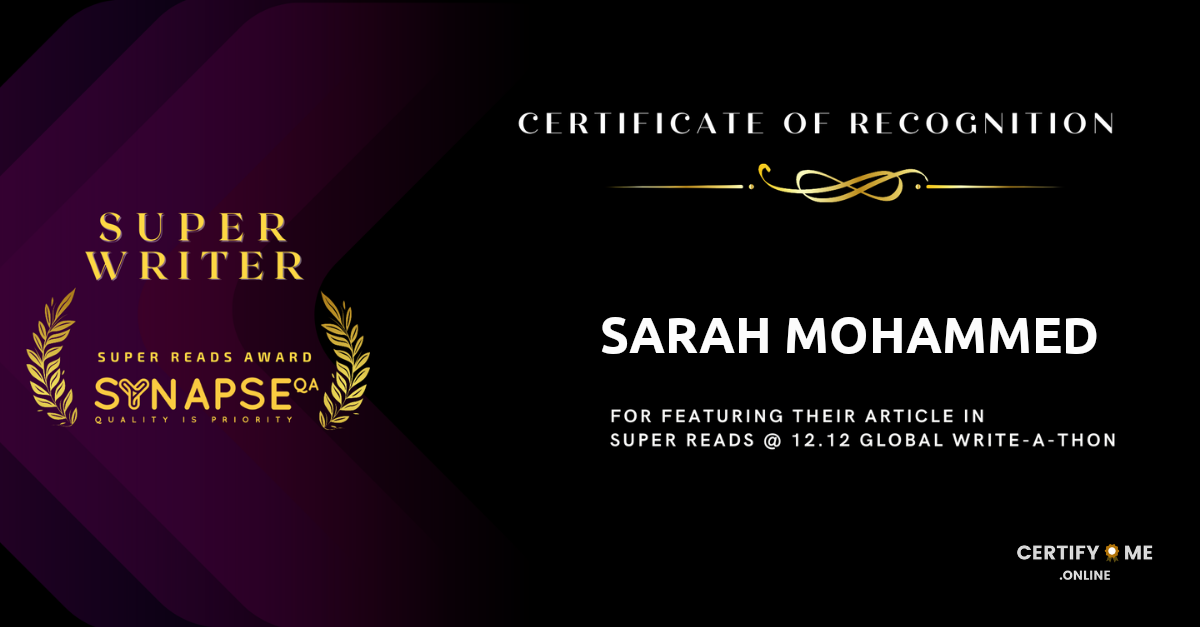 CERTIFICATE OF RECOGNITION
SUPER
WRITER
SUPER READS AWARD
SYNAPSE QA
QUALITY IS PRIORITY
SARAH MOHAMMED
FOR FEATURING THEIR ARTICLE IN
SUPER READS @ 12.12 GLOBAL WRITE-A-THON
CERTIFY ME
.ONLINE